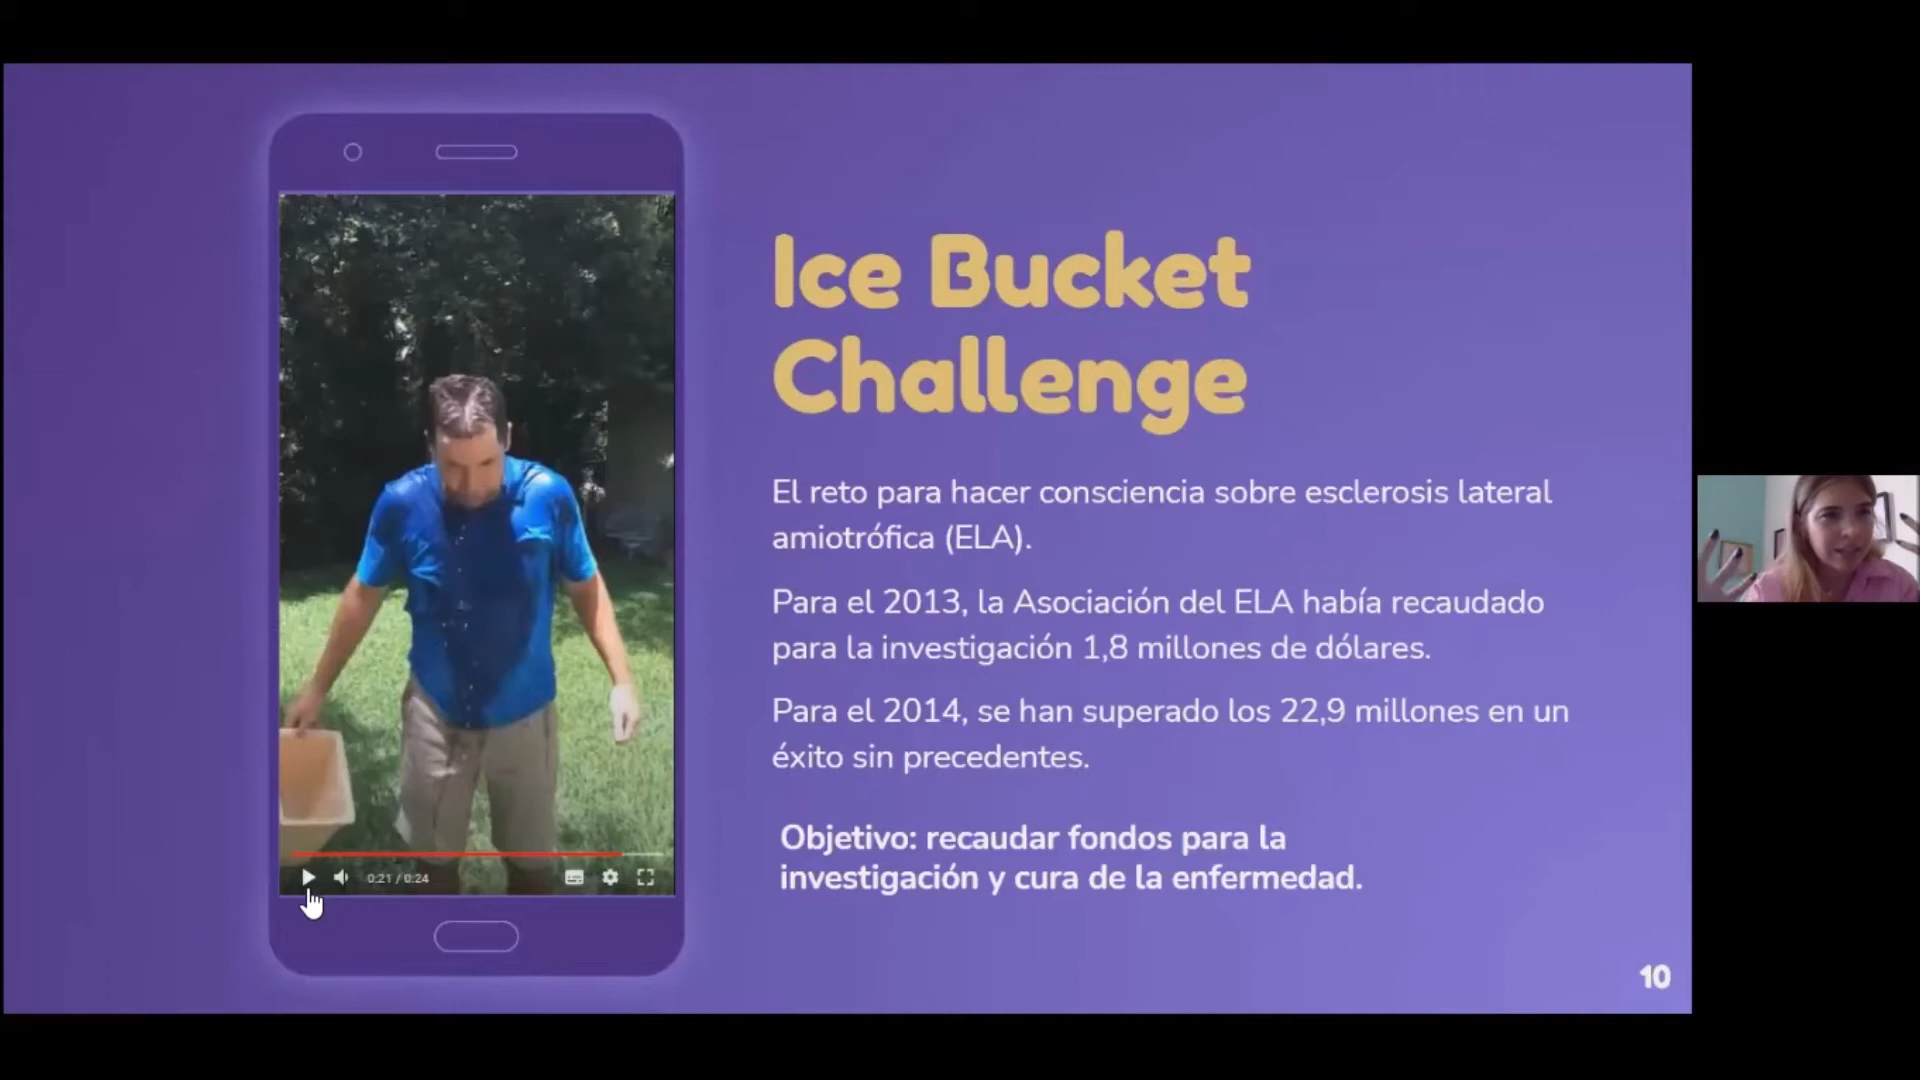 Ice Bucket
Challenge
El reto para hacer consciencia sobre esclerosis lateral
amiotrófica (ELA).
Para el 2013, la Asociación del ELA había recaudado
para la investigación 1,8 millones de dólares.
Para el 2014, se han superado los 22,9 millones en un
éxito sin precedentes.
Objetivo: recaudar fondos para la
investigación y cura de la enfermedad.
0:21 / 0:24
10